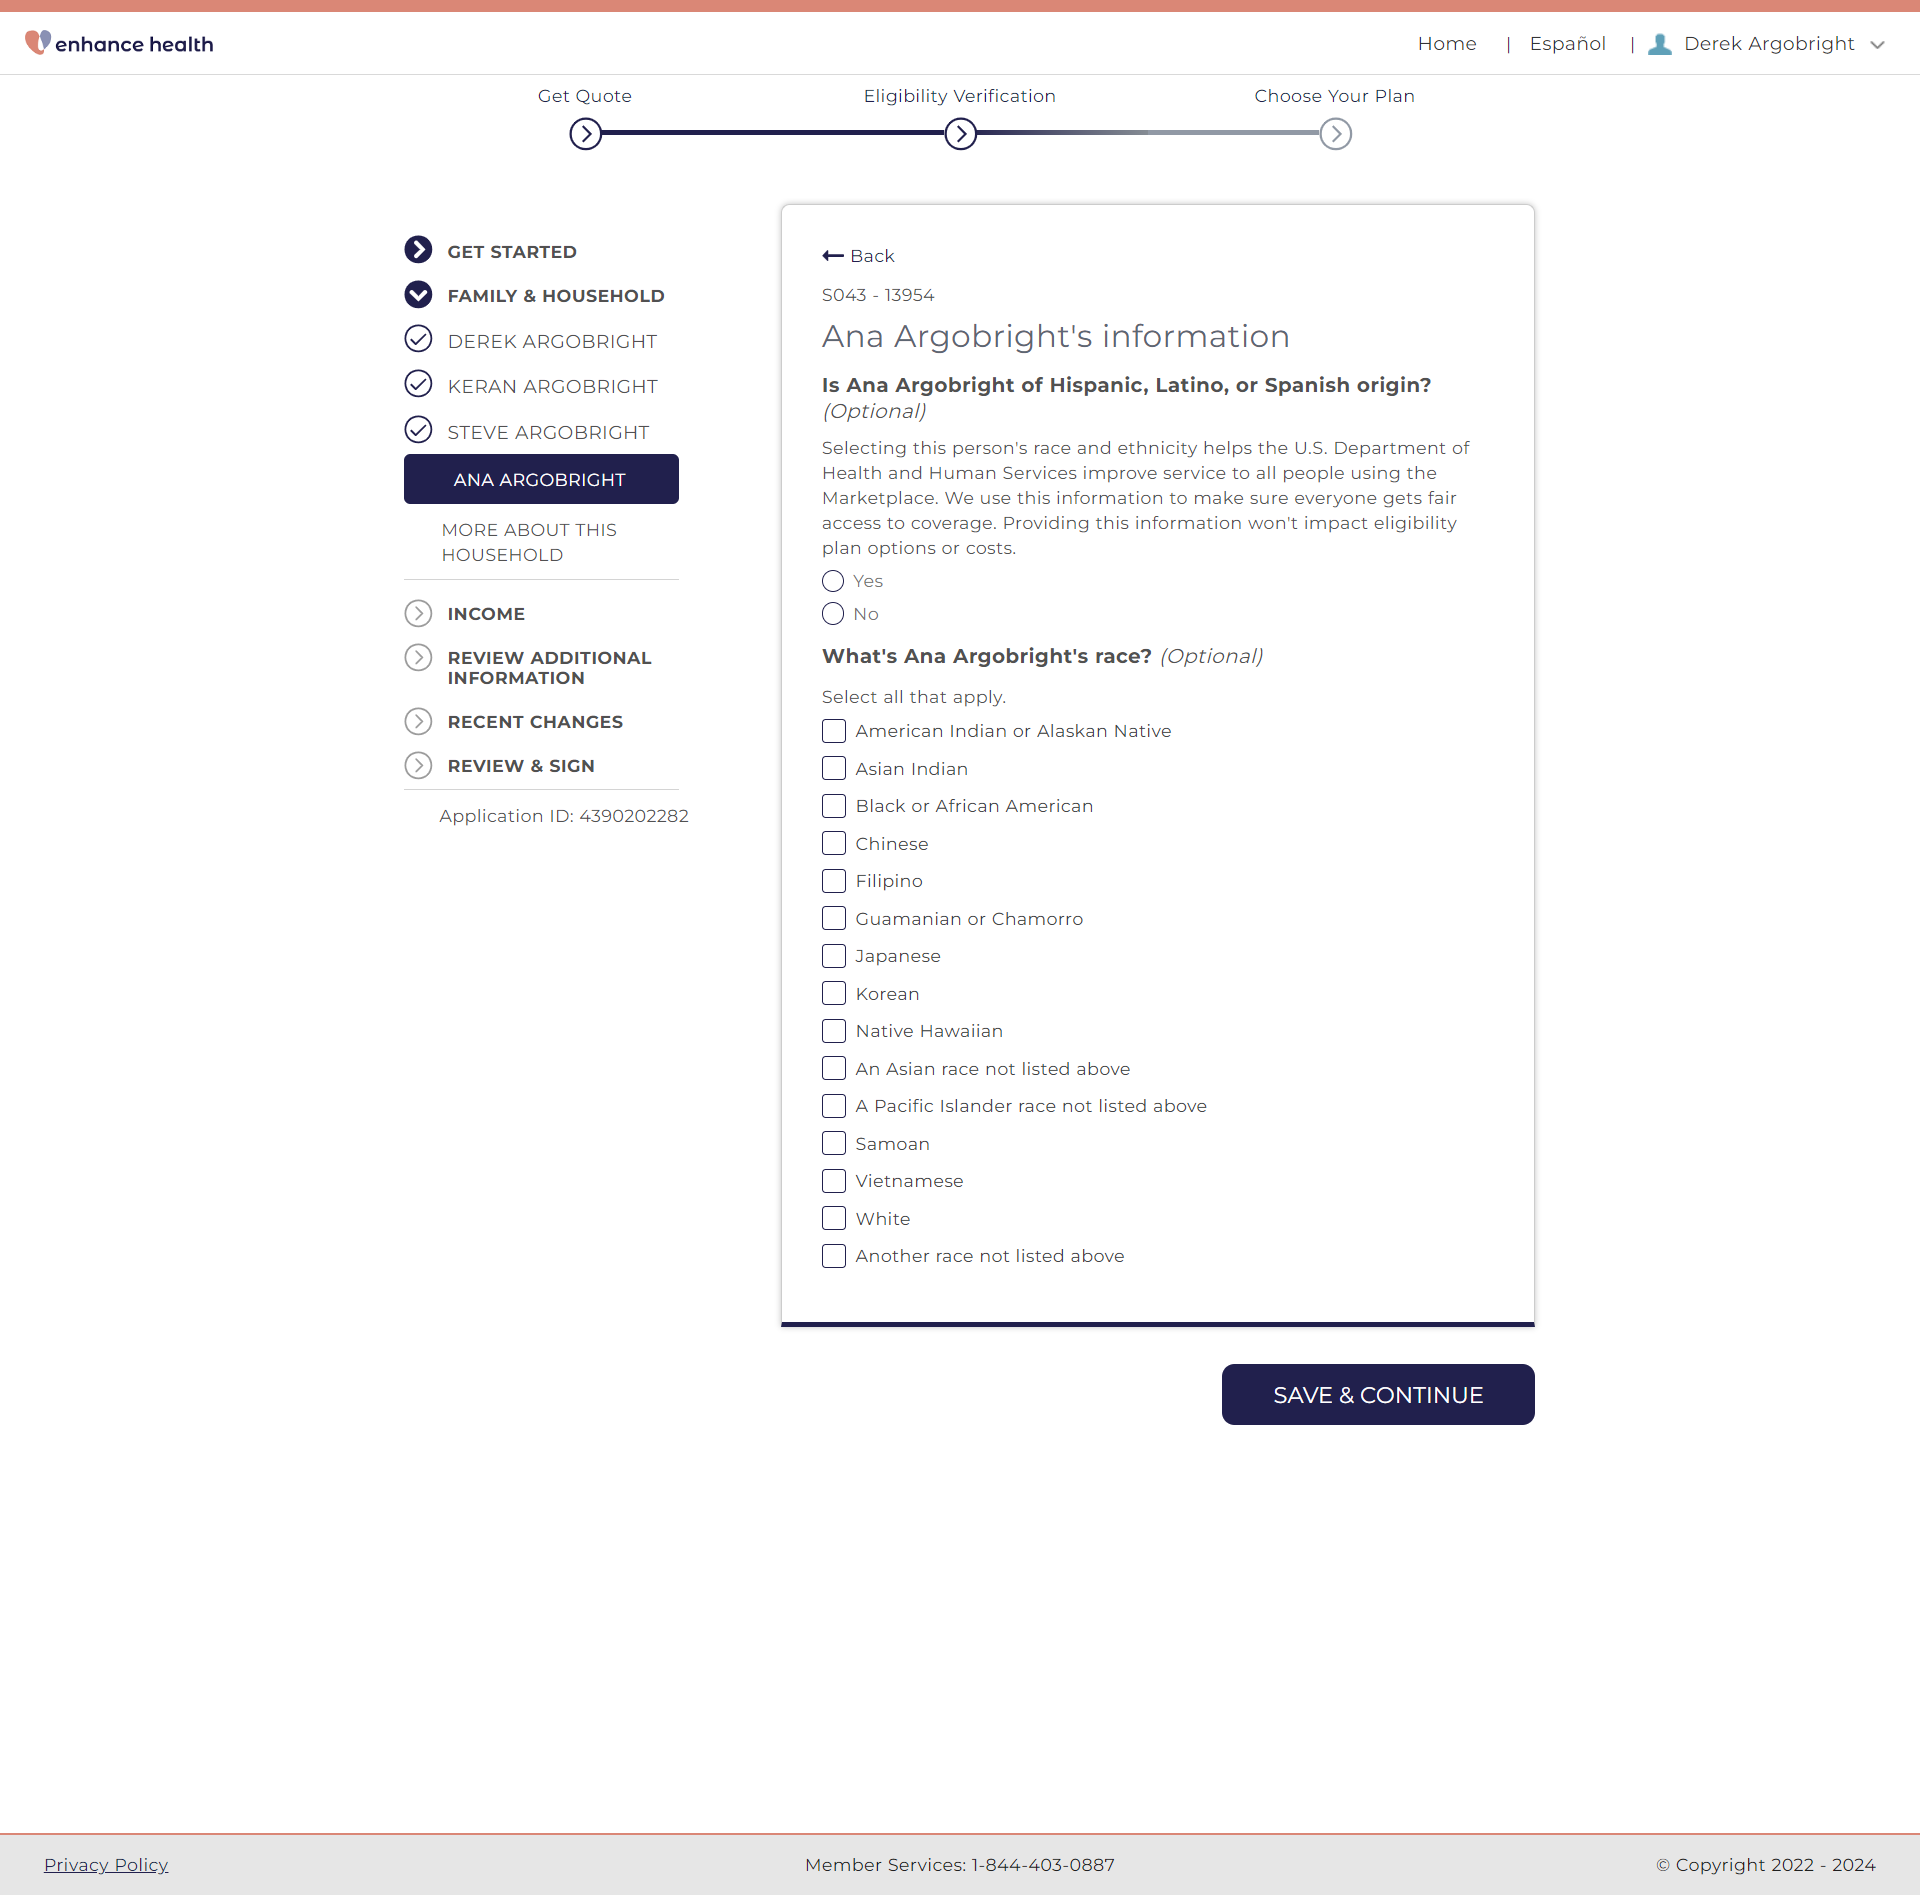 enhance health
Home | Español | Derek Argobright
Get Quote
Eligibility Verification
Choose Your Plan
GET STARTED
FAMILY & HOUSEHOLD
DEREK ARGOBRIGHT
KERAN ARGOBRIGHT
STEVE ARGOBRIGHT
ANA ARGOBRIGHT
MORE ABOUT THIS
HOUSEHOLD
INCOME
REVIEW ADDITIONAL
INFORMATION
RECENT CHANGES
REVIEW & SIGN
Application ID: 4390202282
Back
S043 - 13954
Ana Argobright's information
Is Ana Argobright of Hispanic, Latino, or Spanish origin?
(Optional)
Selecting this person's race and ethnicity helps the U.S. Department of
Health and Human Services improve service to all people using the
Marketplace. We use this information to make sure everyone gets fair
access to coverage. Providing this information won't impact eligibility
plan options or costs.
Yes
No
What's Ana Argobright's race? (Optional)
Select all that apply.
American Indian or Alaskan Native
Asian Indian
Black or African American
Chinese
Filipino
Guamanian or Chamorro
Japanese
Korean
Native Hawaiian
An Asian race not listed above
A Pacific Islander race not listed above
Samoan
Vietnamese
White
Another race not listed above
SAVE & CONTINUE
Privacy Policy
Member Services: 1-844-403-0887
© Copyright 2022 - 2024